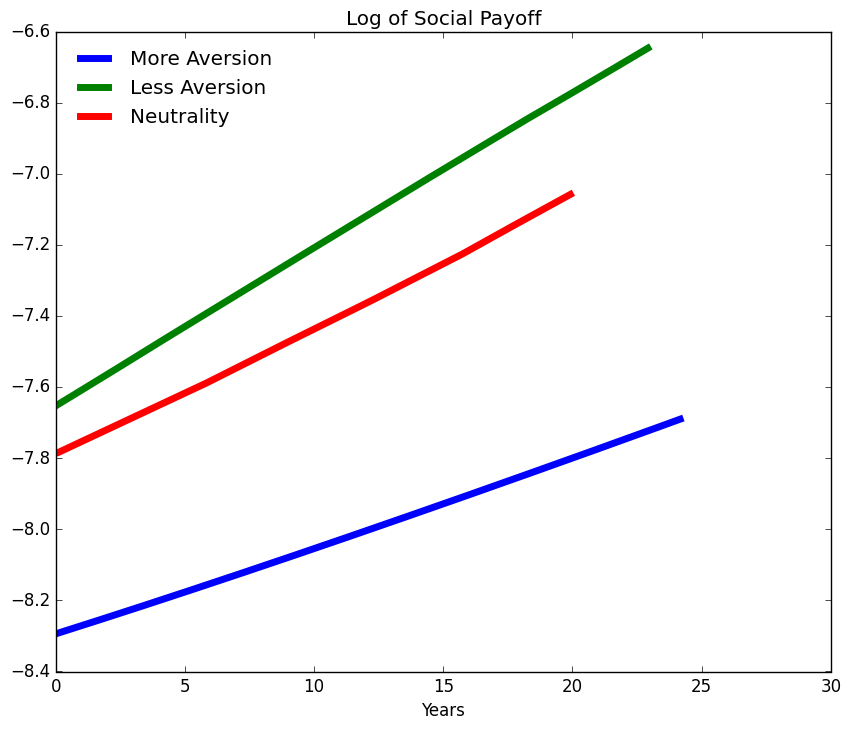 Log of Social Payoff
−6.6
−6.8
−7.0
−7.2
−7.4
−7.6
−7.8
−8.0
−8.2
−8.4
More Aversion
Less Aversion
Neutrality
0 5 10 15 20 25 30
Years